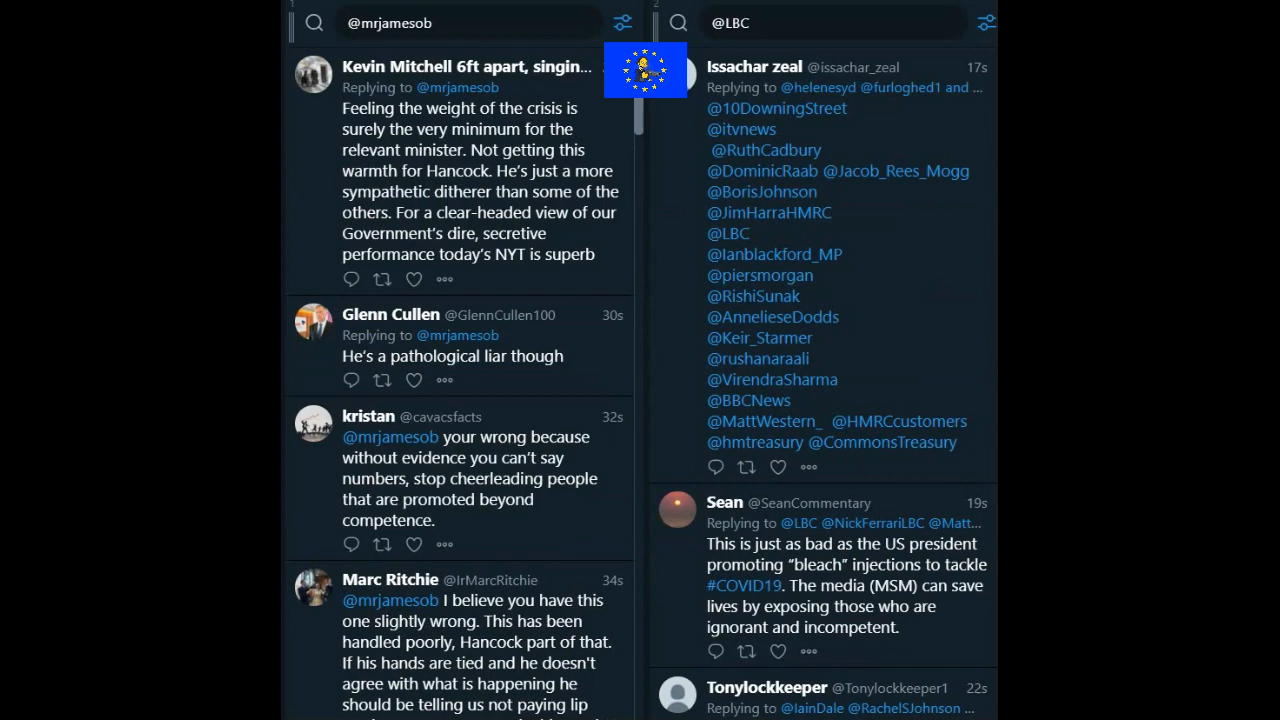 1
@mrjamesob
Kevin Mitchell 6ft apart, singin...
Replying to @mrjamesob
Feeling the weight of the crisis is
surely the very minimum for the
relevant minister. Not getting this
warmth for Hancock. He's just a more
sympathetic ditherer than some of the
others. For a clear-headed view of our
Government's dire, secretive
performance today's NYT is superb
Glenn Cullen @GlennCullen100 30s
Replying to @mrjamesob
He's a pathological liar though
kristan @cavacsfacts 32s
@mrjamesob your wrong because
without evidence you can't say
numbers, stop cheerleading people
that are promoted beyond
competence.
Marc Ritchie @IrMarcRitchie 34s
@mrjamesob I believe you have this
one slightly wrong. This has been
handled poorly, Hancock part of that.
If his hands are tied and he doesn't
agree with what is happening he
should be telling us not paying lip
2
@LBC
Issachar zeal @issachar_zeal 17s
Replying to @helenesyd @furloghed1 and ...
@10DowningStreet
@itvnews
@RuthCadbury
@DominicRaab @Jacob_Rees_Mogg
@BorisJohnson
@JimHarraHMRC
@LBC
@Ianblackford_MP
@piersmorgan
@RishiSunak
@AnnelieseDodds
@Keir_Starmer
@rushanaraali
@VirendraSharma
@BBCNews
@MattWestern_ @HMRCcustomers
@hmtreasury @CommonsTreasury
Sean @SeanCommentary 19s
Replying to @LBC @NickFerrariLBC @Matt...
This is just as bad as the US president
promoting “bleach” injections to tackle
#COVID19. The media (MSM) can save
lives by exposing those who are
ignorant and incompetent.
Tonylockkeeper @Tonylockkeeper1 22s
Replying to @IainDale @RachelSJohnson ...